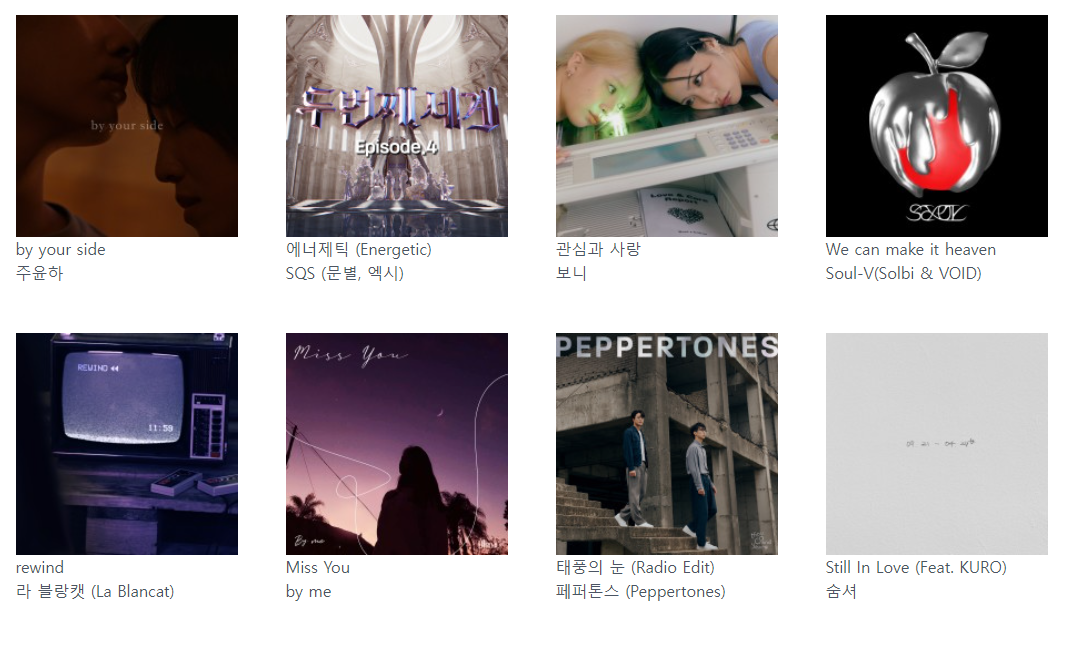 by your side
두번째 세계
Episode.4
Love & Care
Report
by your side
에너제틱 (Energetic)
관심과 사랑
We can make it heaven
주윤하
SQS (문별, 엑시)
보니
Soul-V(Solbi & VOID)
REWIND
11:59
Miss You
By me
PEPPERTONES
rewind
Miss You
태풍의 눈 (Radio Edit)
Still In Love (Feat. KURO)
라 블랑캣 (La Blancat)
by me
페퍼톤스 (Peppertones)
숨셔